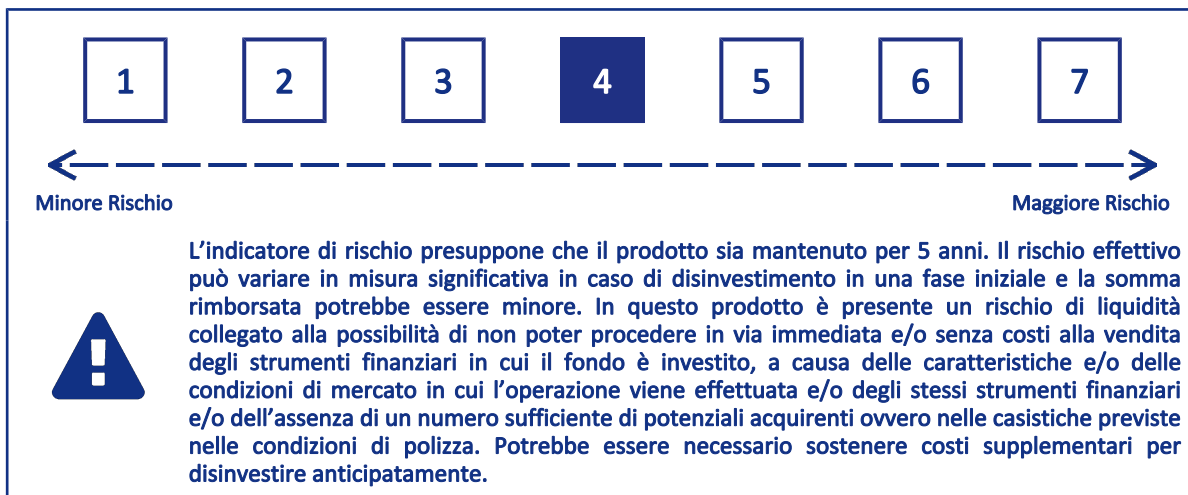 1 2 3 4 5 6 7
Minore Rischio Maggiore Rischio
L’indicatore di rischio presuppone che il prodotto sia mantenuto per 5 anni. Il rischio effettivo
può variare in misura significativa in caso di disinvestimento in una fase iniziale e la somma
rimborsata potrebbe essere minore. In questo prodotto è presente un rischio di liquidità
collegato alla possibilità di non poter procedere in via immediata e/o senza costi alla vendita
degli strumenti finanziari in cui il fondo è investito, a causa delle caratteristiche e/o delle
condizioni di mercato in cui l’operazione viene effettuata e/o degli stessi strumenti finanziari
e/o dell’assenza di un numero sufficiente di potenziali acquirenti ovvero nelle casistiche previste
nelle condizioni di polizza. Potrebbe essere necessario sostenere costi supplementari per
disinvestire anticipatamente.